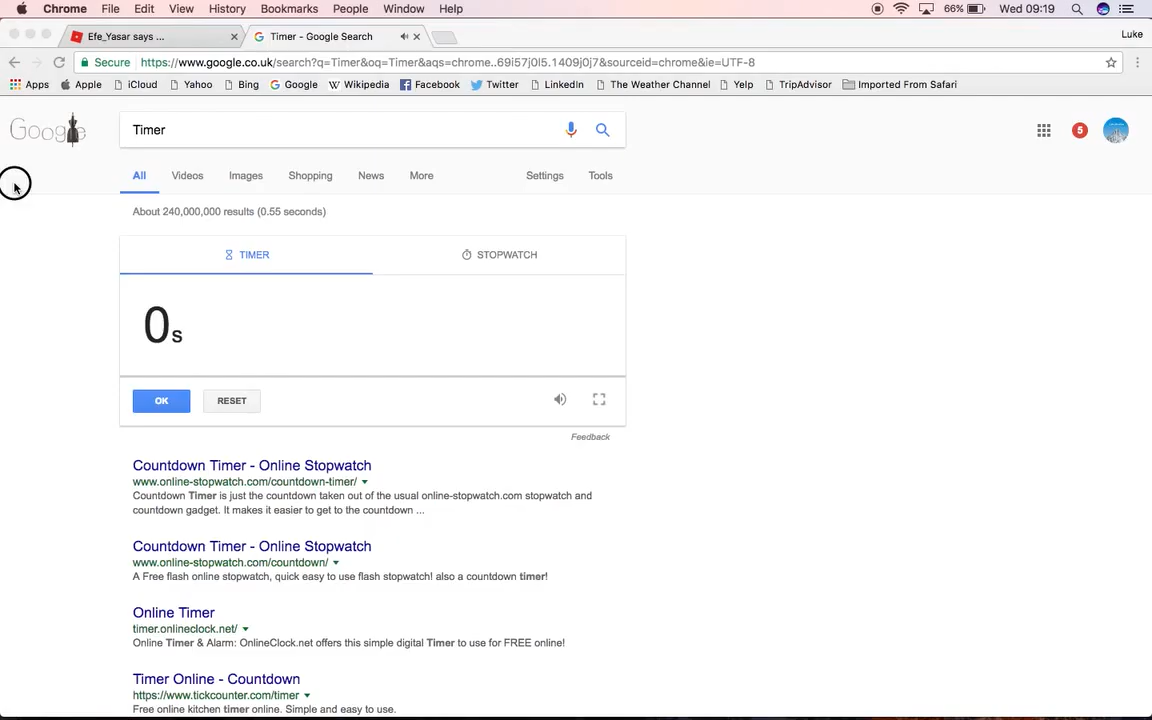 Chrome File Edit View History Bookmarks People Window Help 66% Wed 09:19
Efe_Yasar says ... Timer - Google Search Luke
Secure https://www.google.co.uk/search?q=Timer&oq=Timer&aqs=chrome..69i57j0l5.1409j0j7&sourceid=chrome&ie=UTF-8
Apps Apple iCloud Yahoo Bing Google Wikipedia Facebook Twitter LinkedIn The Weather Channel Yelp TripAdvisor Imported From Safari
Google Timer 5
All Videos Images Shopping News More Settings Tools
About 240,000,000 results (0.55 seconds)
TIMER STOPWATCH
0s
OK RESET
Feedback
Countdown Timer - Online Stopwatch
www.online-stopwatch.com/countdown-timer/
Countdown Timer is just the countdown taken out of the usual online-stopwatch.com stopwatch and
countdown gadget. It makes it easier to get to the countdown ...
Countdown Timer - Online Stopwatch
www.online-stopwatch.com/countdown/
A Free flash online stopwatch, quick easy to use flash stopwatch! also a countdown timer!
Online Timer
timer.onlineclock.net/
Online Timer & Alarm: OnlineClock.net offers this simple digital Timer to use for FREE online!
Timer Online - Countdown
https://www.tickcounter.com/timer
Free online kitchen timer online. Simple and easy to use.